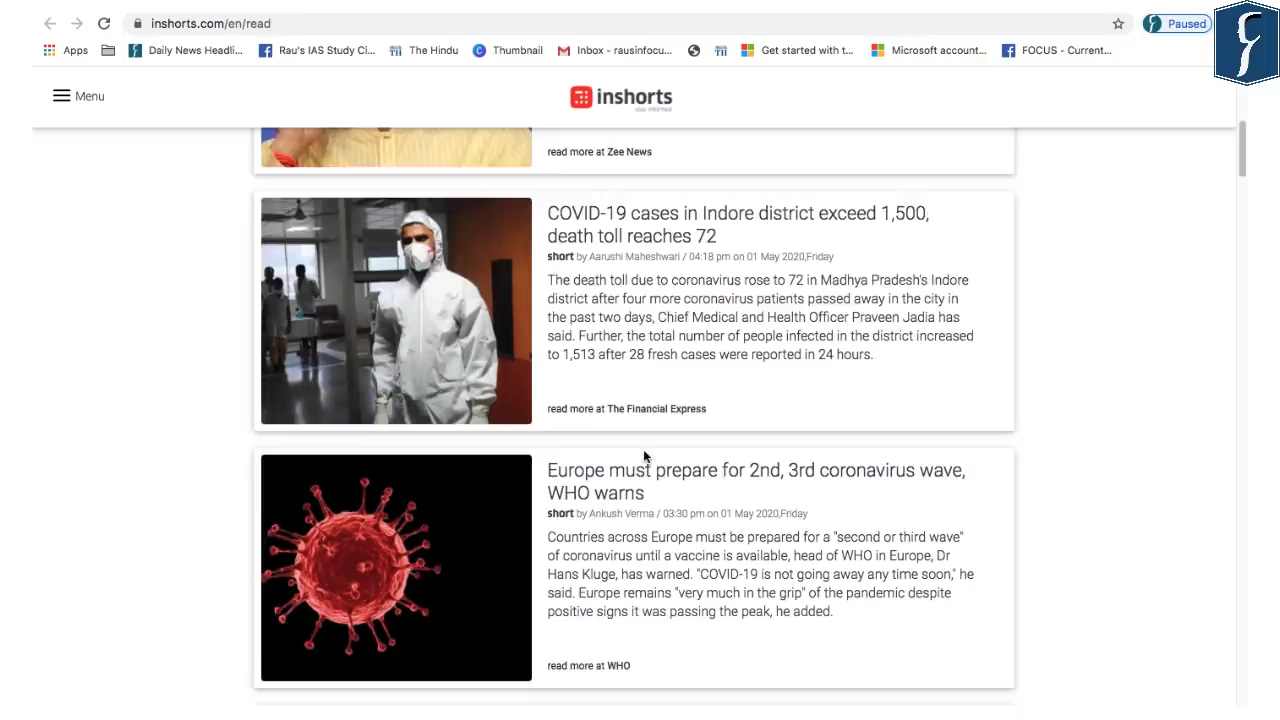 inshorts.com/en/read
Paused
Apps
Daily News Headli...
Rau's IAS Study Ci...
The Hindu
Thumbnail
Inbox - rausinfocu...
Get started with t...
Microsoft account...
FOCUS - Current...
Menu
inshorts
read more at Zee News
COVID-19 cases in Indore district exceed 1,500,
death toll reaches 72
short by Aarushi Maheshwari / 04:18 pm on 01 May 2020,Friday
The death toll due to coronavirus rose to 72 in Madhya Pradesh's Indore
district after four more coronavirus patients passed away in the city in
the past two days, Chief Medical and Health Officer Praveen Jadia has
said. Further, the total number of people infected in the district increased
to 1,513 after 28 fresh cases were reported in 24 hours.
read more at The Financial Express
Europe must prepare for 2nd, 3rd coronavirus wave,
WHO warns
short by Ankush Verma / 03:30 pm on 01 May 2020,Friday
Countries across Europe must be prepared for a "second or third wave"
of coronavirus until a vaccine is available, head of WHO in Europe, Dr
Hans Kluge, has warned. "COVID-19 is not going away any time soon," he
said. Europe remains "very much in the grip" of the pandemic despite
positive signs it was passing the peak, he added.
read more at WHO